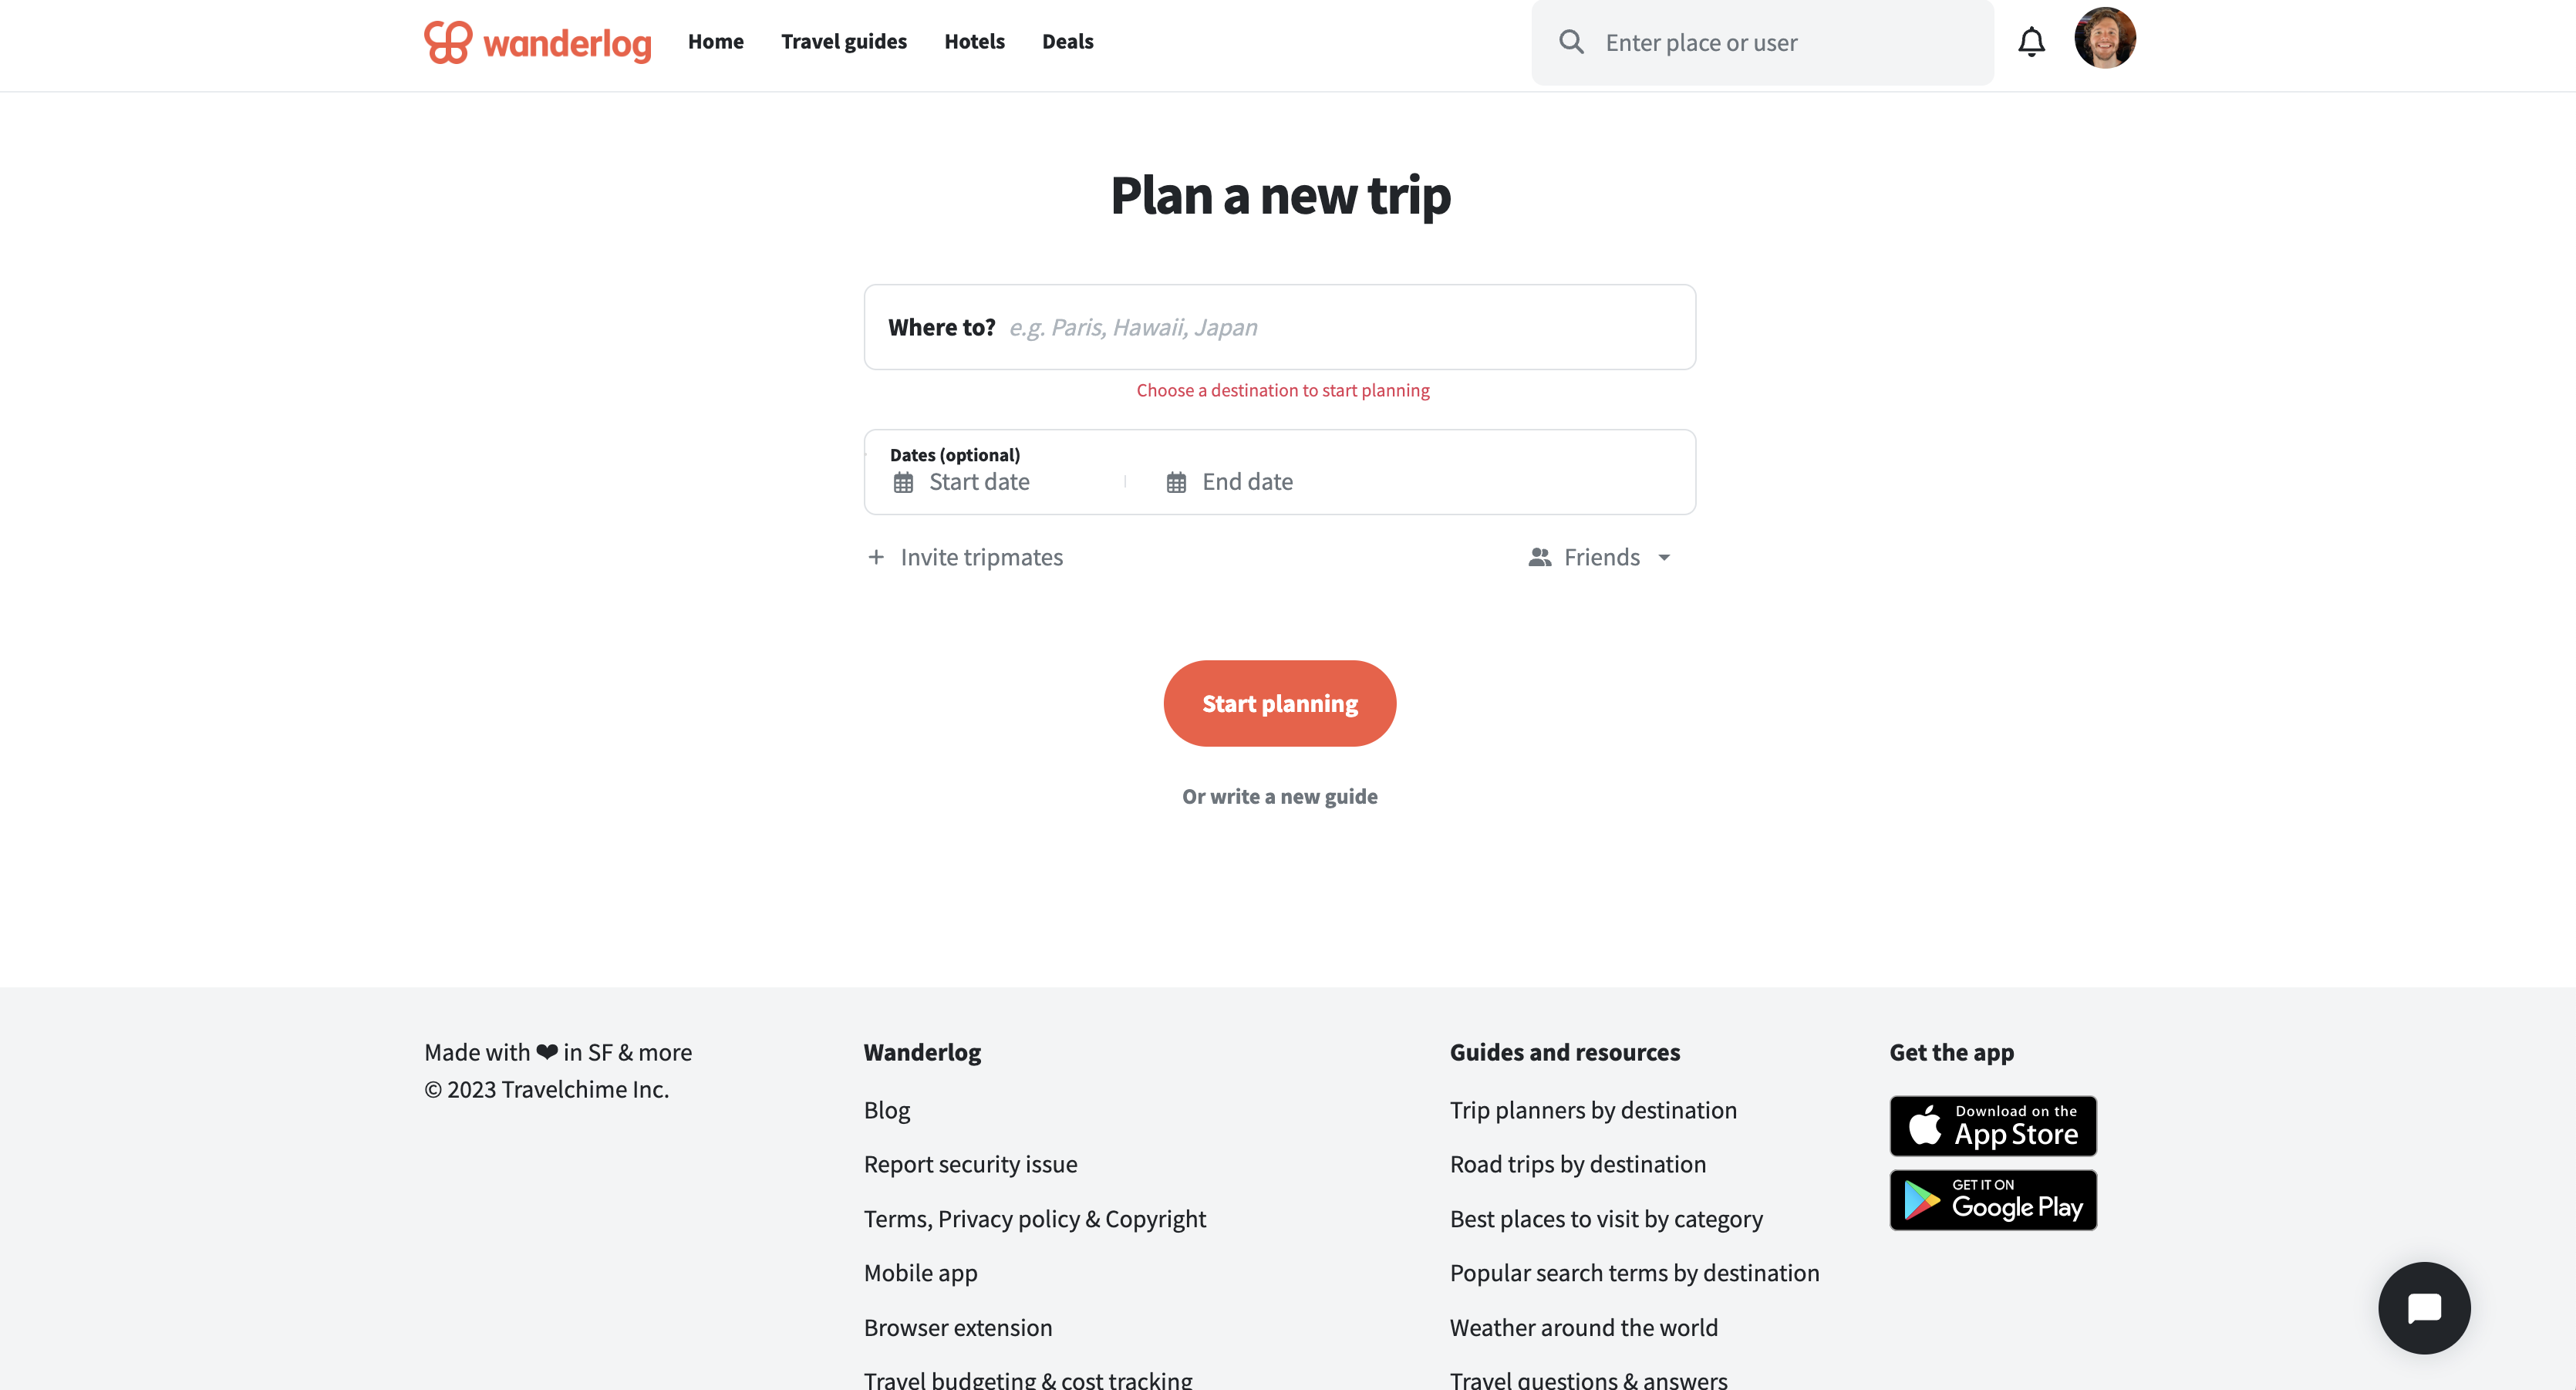 wanderlog
Home
Travel guides
Hotels
Deals
Enter place or user
Plan a new trip
Where to? e.g. Paris, Hawaii, Japan
Choose a destination to start planning
Dates (optional)
Start date
End date
+ Invite tripmates
Friends
Start planning
Or write a new guide
Made with ❤ in SF & more
© 2023 Travelchime Inc.
Wanderlog
Blog
Report security issue
Terms, Privacy policy & Copyright
Mobile app
Browser extension
Travel budgeting & cost tracking
Guides and resources
Trip planners by destination
Road trips by destination
Best places to visit by category
Popular search terms by destination
Weather around the world
Travel questions & answers
Get the app
Download on the
App Store
GET IT ON
Google Play